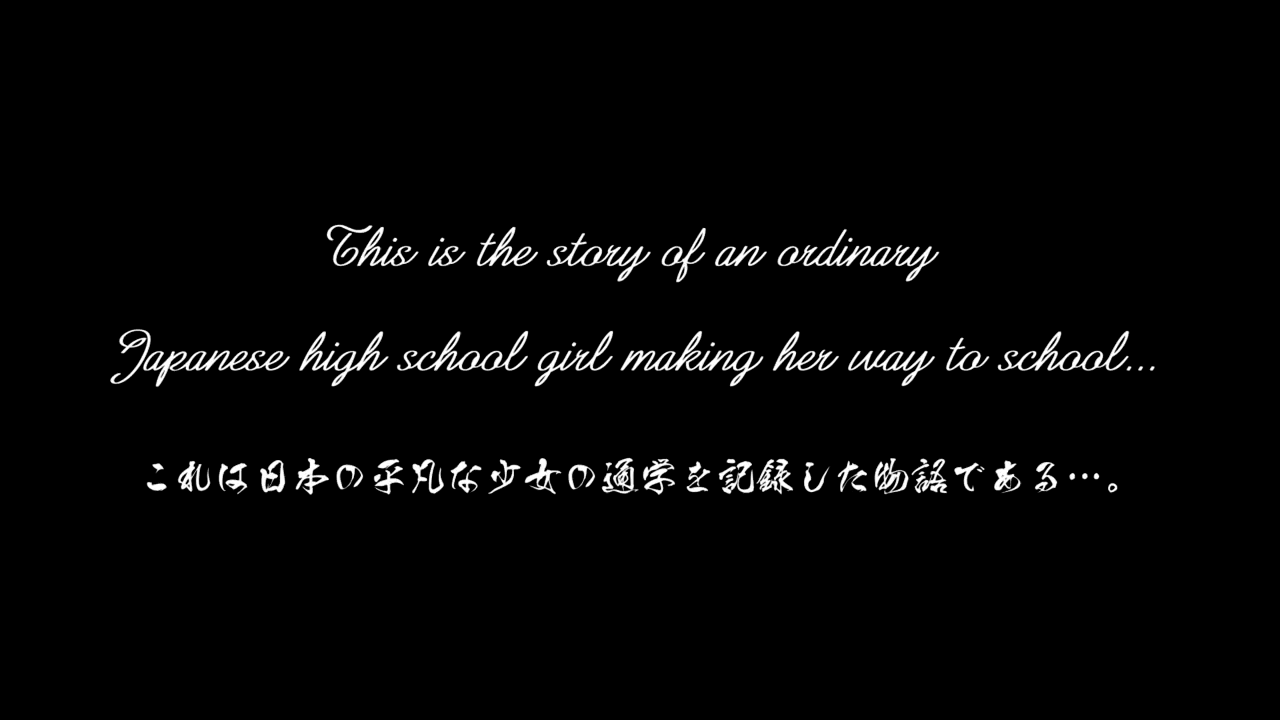 This is the story of an ordinary
Japanese high school girl making her way to school...
これは日本の平凡な少女の通学を記録した物語である…。